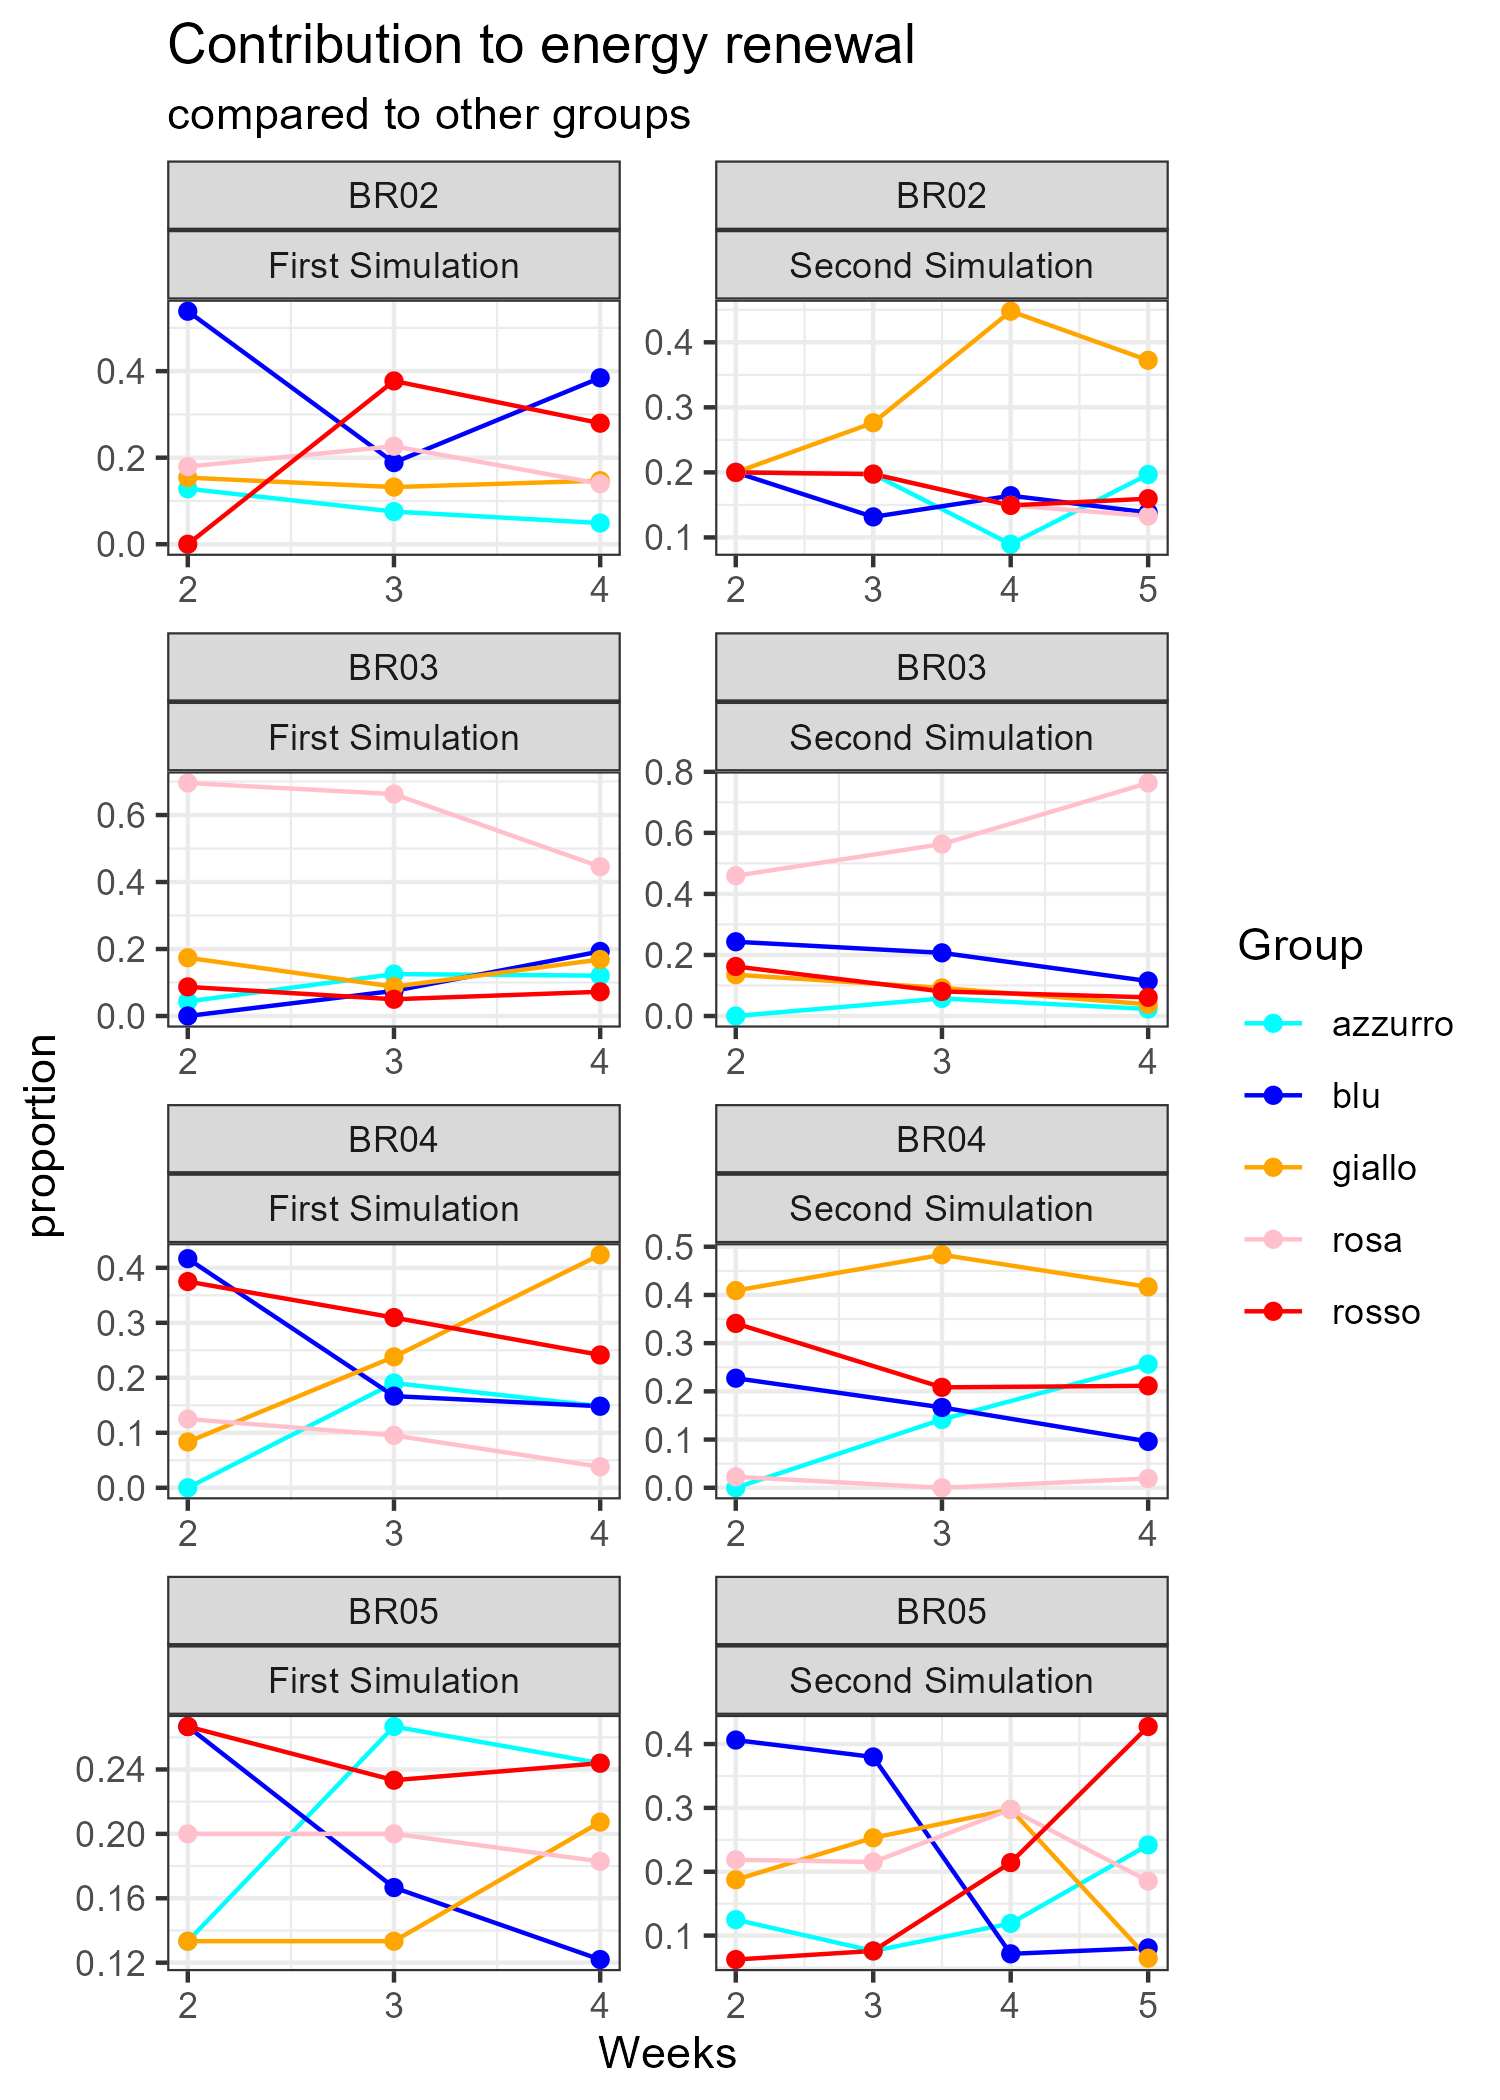 Contribution to energy renewal
compared to other groups
BR02
BR02
First Simulation
Second Simulation
0.4
0.2
0.0
2 3 4
0.4
0.3
0.2
0.1
2 3 4 5
BR03
BR03
First Simulation
Second Simulation
0.6
0.4
0.2
0.0
2 3 4
0.8
0.6
0.4
0.2
0.0
2 3 4
BR04
BR04
First Simulation
Second Simulation
0.4
0.3
0.2
0.1
0.0
2 3 4
0.5
0.4
0.3
0.2
0.1
0.0
2 3 4
BR05
BR05
First Simulation
Second Simulation
0.24
0.20
0.16
0.12
2 3 4
0.4
0.3
0.2
0.1
2 3 4 5
proportion
Weeks
Group
azzurro
blu
giallo
rosa
rosso